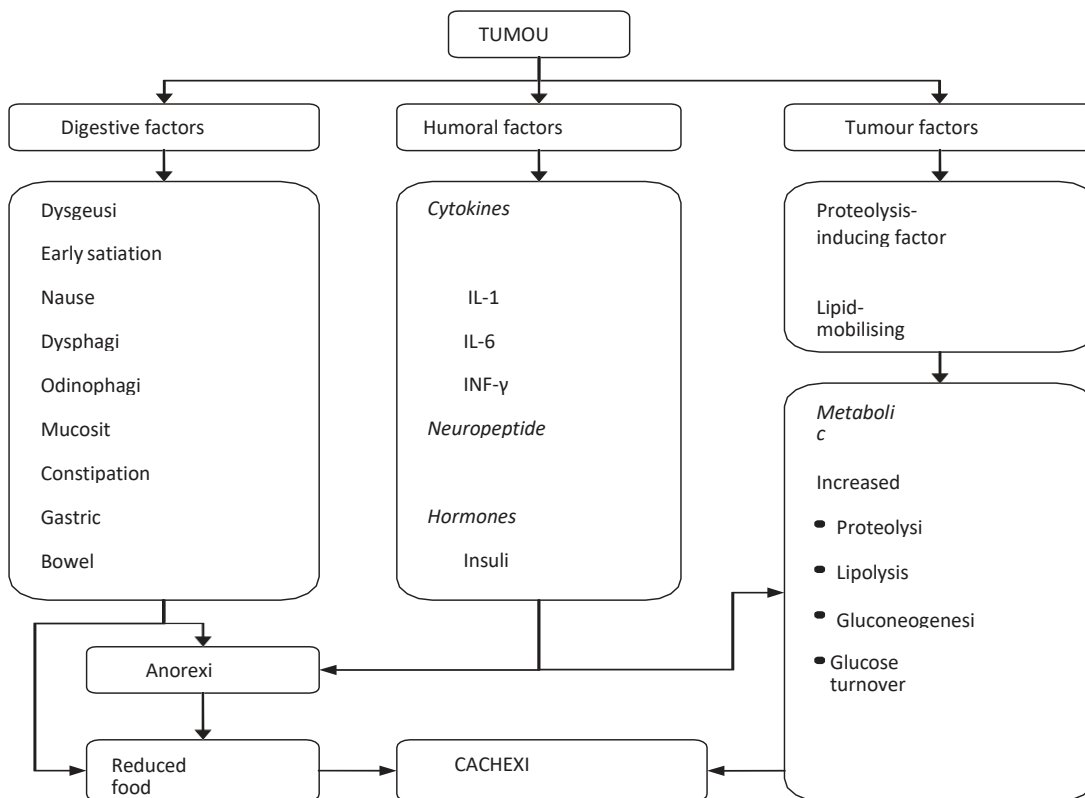 TUMOU
Digestive factors
Humoral factors
Tumour factors
Dysgeusi
Early satiation
Nause
Dysphagi
Odinophagi
Mucosit
Constipation
Gastric
Bowel
Cytokines
IL-1
IL-6
INF-γ
Neuropeptide
Hormones
Insuli
Proteolysis-
inducing factor
Lipid-
mobilising
Metaboli
c
Increased
Proteolysi
Lipolysis
Gluconeogenesi
Glucose
turnover
Anorexi
Reduced
food
CACHEXI